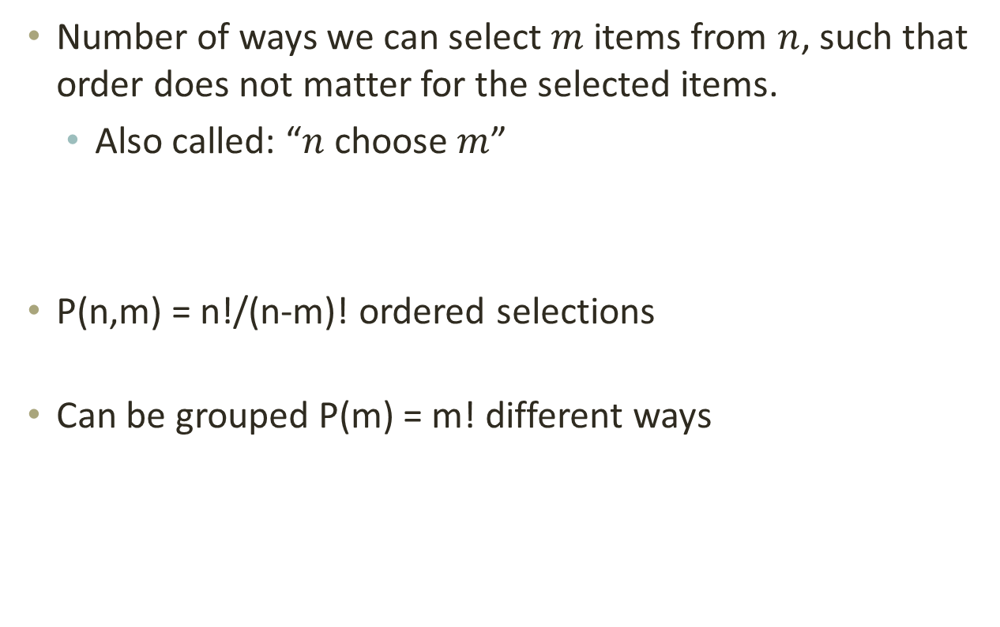 • Number of ways we can select m items from n, such that
order does not matter for the selected items.
• Also called: “n choose m”
• P(n,m) = n!/(n-m)! ordered selections
• Can be grouped P(m) = m! different ways